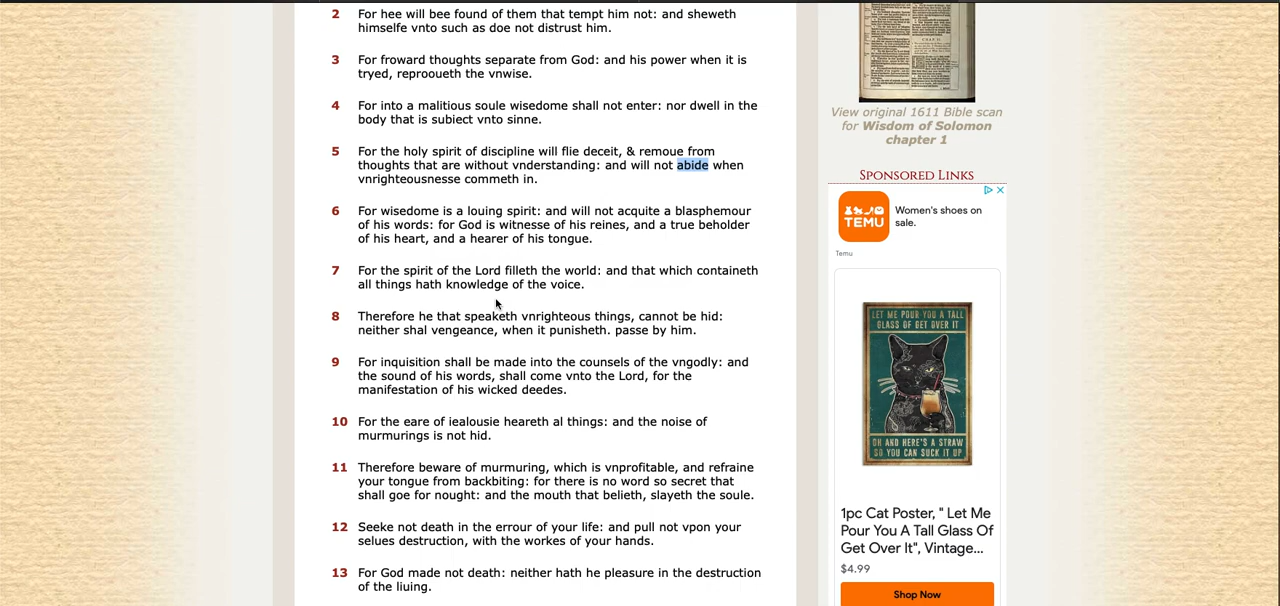 2 For hee will bee found of them that tempt him not: and sheweth
himselfe vnto such as doe not distrust him.
3 For froward thoughts separate from God: and his power when it is
tryed, reprooueth the vnwise.
4 For into a malitious soule wisedome shall not enter: nor dwell in the
body that is subiect vnto sinne.
5 For the holy spirit of discipline will flie deceit, & remoue from
thoughts that are without vnderstanding: and will not abide when
vnrighteousnesse commeth in.
6 For wisedome is a louing spirit: and will not acquite a blasphemour
of his words: for God is witnesse of his reines, and a true beholder
of his heart, and a hearer of his tongue.
7 For the spirit of the Lord filleth the world: and that which containeth
all things hath knowledge of the voice.
8 Therefore he that speaketh vnrighteous things, cannot be hid:
neither shal vengeance, when it punisheth. passe by him.
9 For inquisition shall be made into the counsels of the vngodly: and
the sound of his words, shall come vnto the Lord, for the
manifestation of his wicked deedes.
10 For the eare of iealousie heareth al things: and the noise of
murmurings is not hid.
11 Therefore beware of murmuring, which is vnprofitable, and refraine
your tongue from backbiting: for there is no word so secret that
shall goe for nought: and the mouth that belieth, slayeth the soule.
12 Seeke not death in the errour of your life: and pull not vpon your
selues destruction, with the workes of your hands.
13 For God made not death: neither hath he pleasure in the destruction
of the liuing.
View original 1611 Bible scan
for Wisdom of Solomon
chapter 1
Sponsored Links
TEMU
Women's shoes on
sale.
Temu
LET ME POUR YOU A TALL
GLASS OF GET OVER IT
OH AND HERE'S A STRAW
SO YOU CAN SUCK IT UP
1pc Cat Poster, " Let Me
Pour You A Tall Glass Of
Get Over It", Vintage...
$4.99
Shop Now